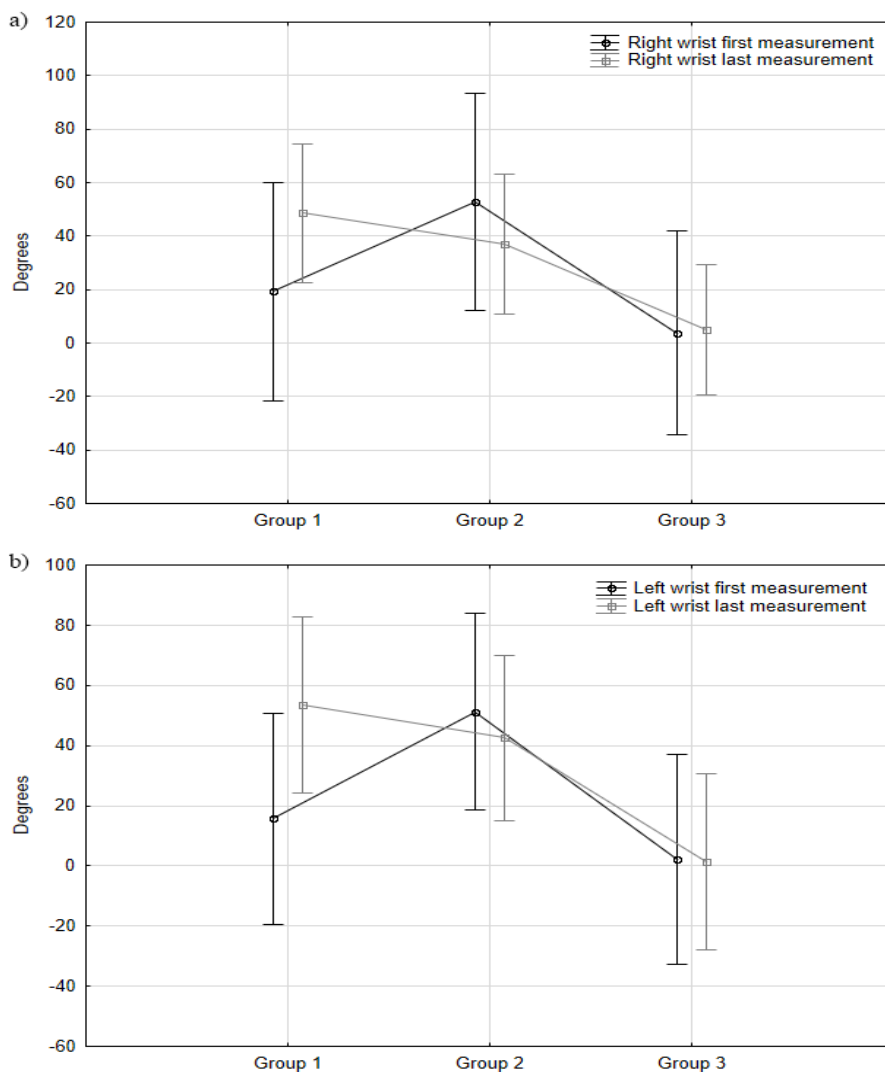 a)
120
Right wrist first measurement
Right wrist last measurement
100
80
60
40
20
0
-20
-40
-60
Degrees
Group 1 Group 2 Group 3
b)
100
Left wrist first measurement
Left wrist last measurement
80
60
40
20
0
-20
-40
-60
Degrees
Group 1 Group 2 Group 3